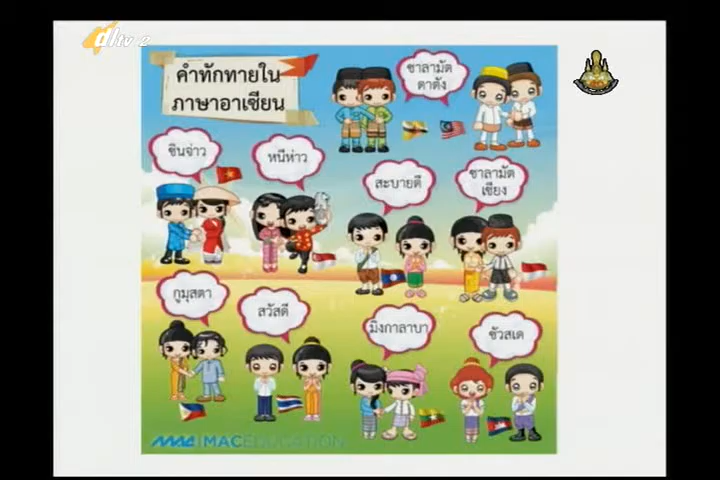 dltv-2
คำทักทายใน
ภาษาอาเซียน
ซาลามัต
ดาตัง
ซินจ่าว
หนีห่าว
สะบายดี
ซาลามัต
เซียง
กูมุสตา
สวัสดี
มิงกาลาบา
ซัวสเด
MAC MACEDUCATION